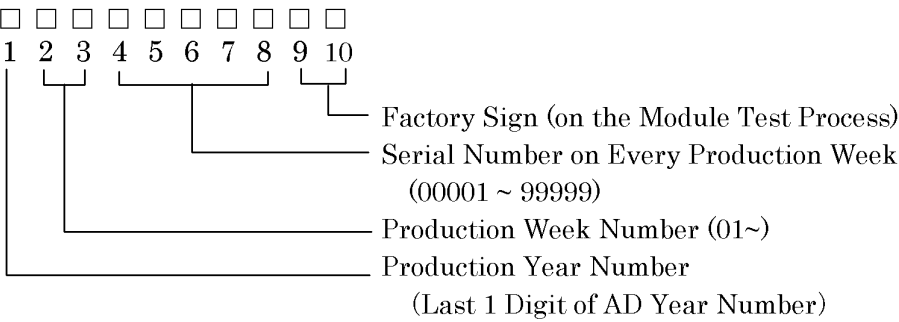 □ □ □ □ □ □ □ □ □ □
1 2 3 4 5 6 7 8 9 10
Factory Sign (on the Module Test Process)
Serial Number on Every Production Week
(00001 ~ 99999)
Production Week Number (01~)
Production Year Number
(Last 1 Digit of AD Year Number)